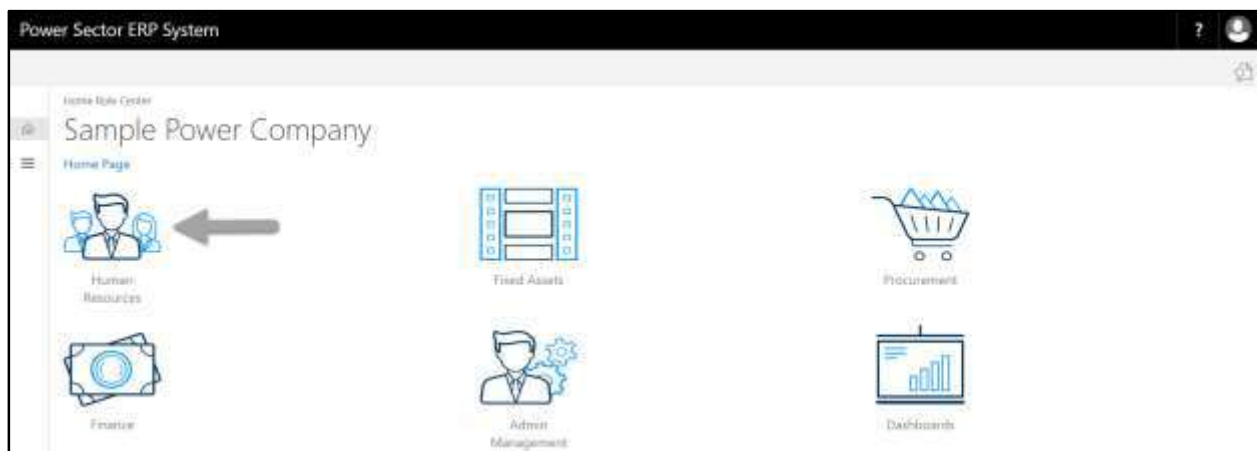 Power Sector ERP System
?
Home Role Center
Sample Power Company
Home Page
Human
Resources
Fixed Assets
Procurement
Finance
Admin
Management
Dashboards